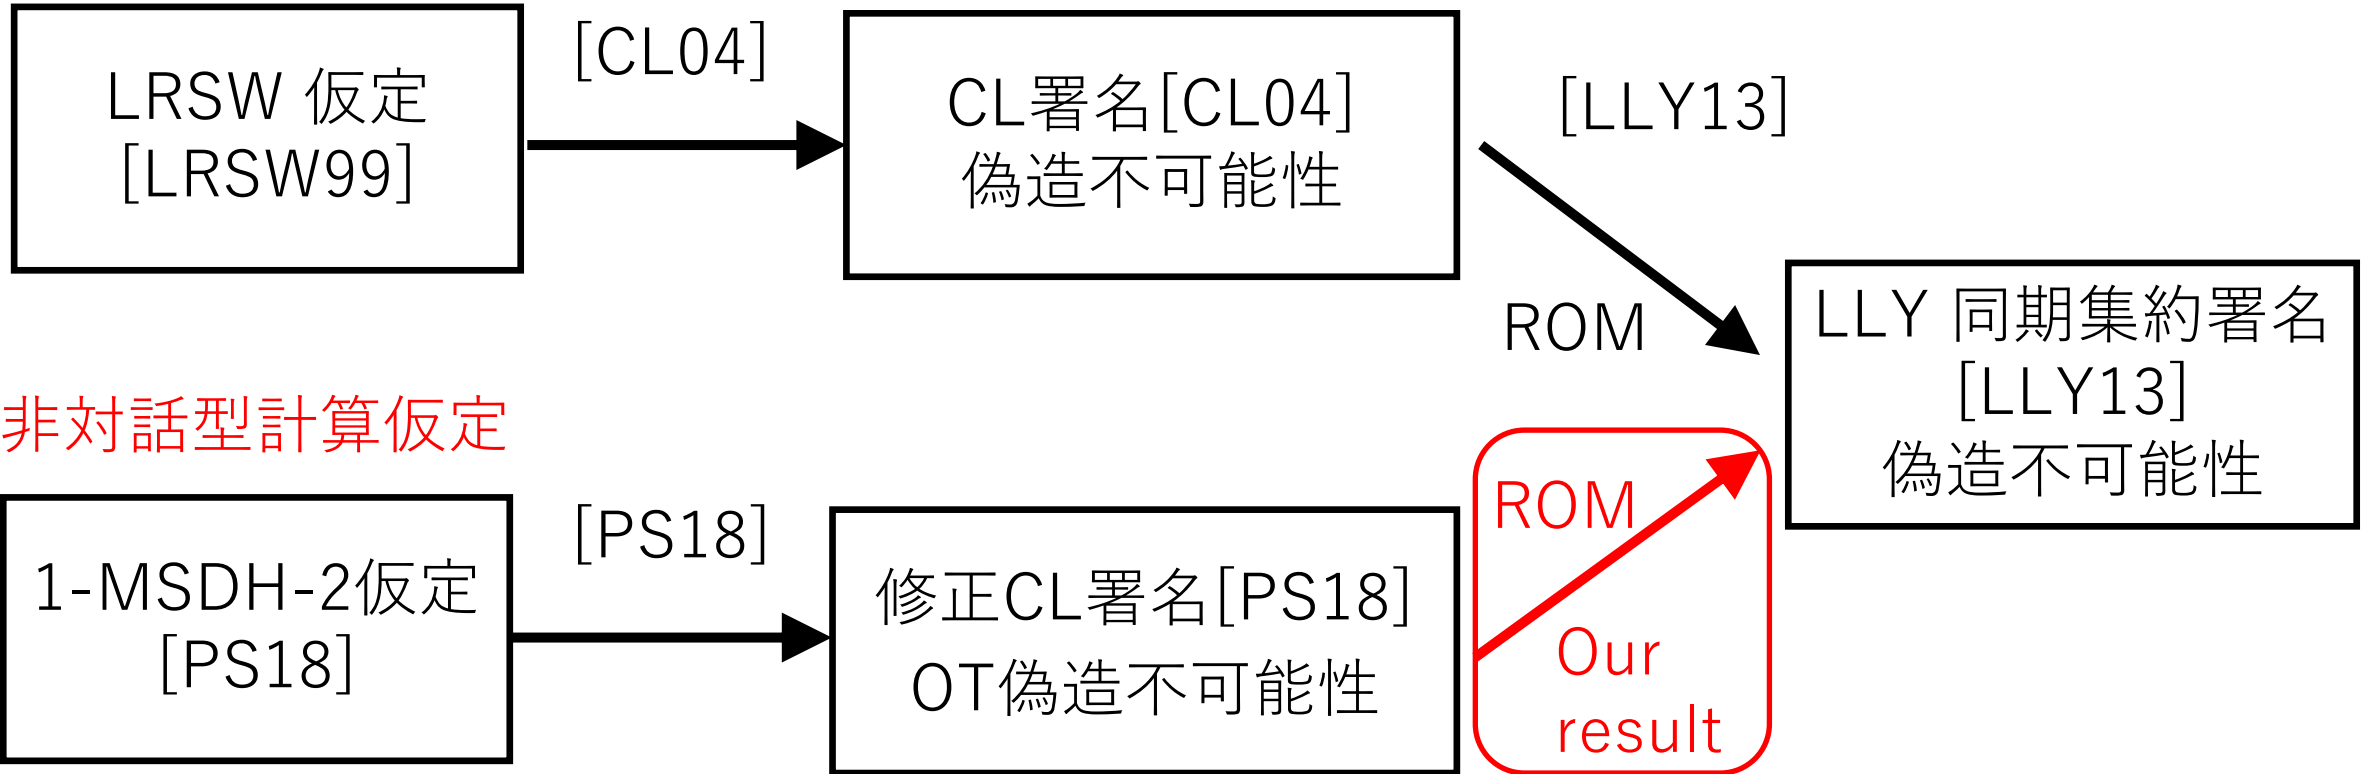 LRSW 仮定
[LRSW99]
[CL04]
CL署名[CL04]
偽造不可能性
[LLY13]
ROM
LLY 同期集約署名
[LLY13]
偽造不可能性
非対話型計算仮定
1-MSDH-2仮定
[PS18]
[PS18]
修正CL署名[PS18]
OT偽造不可能性
ROM
Our
result